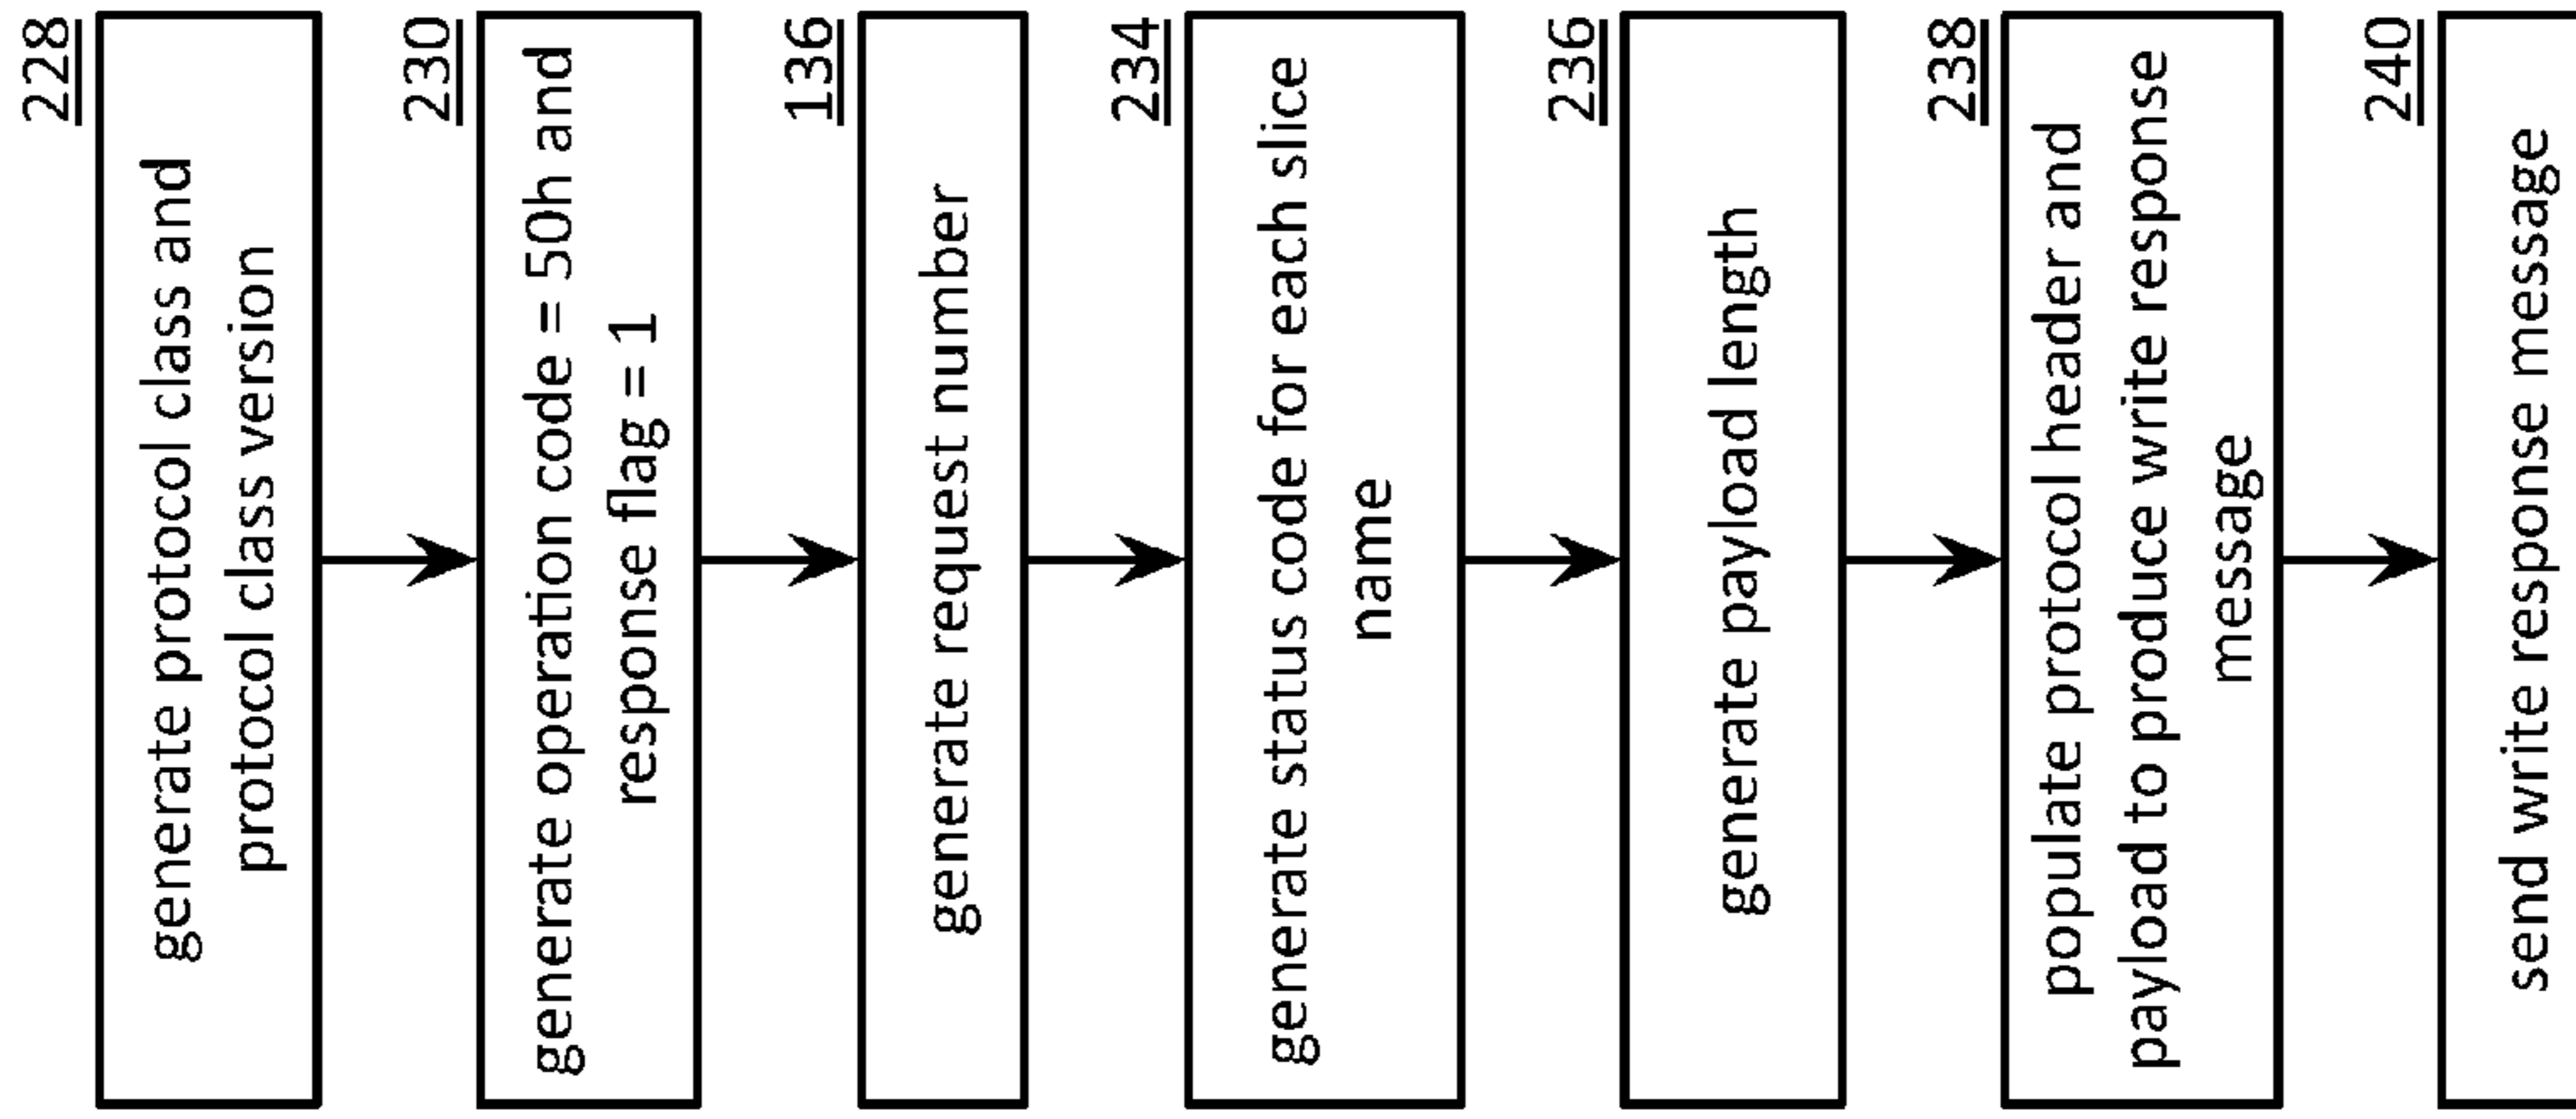 228
generate protocol class and
protocol class version
230
generate operation code = 50h and
response flag = 1
136
generate request number
234
generate status code for each slice
name
236
generate payload length
238
populate protocol header and
payload to produce write response
message
240
send write response message